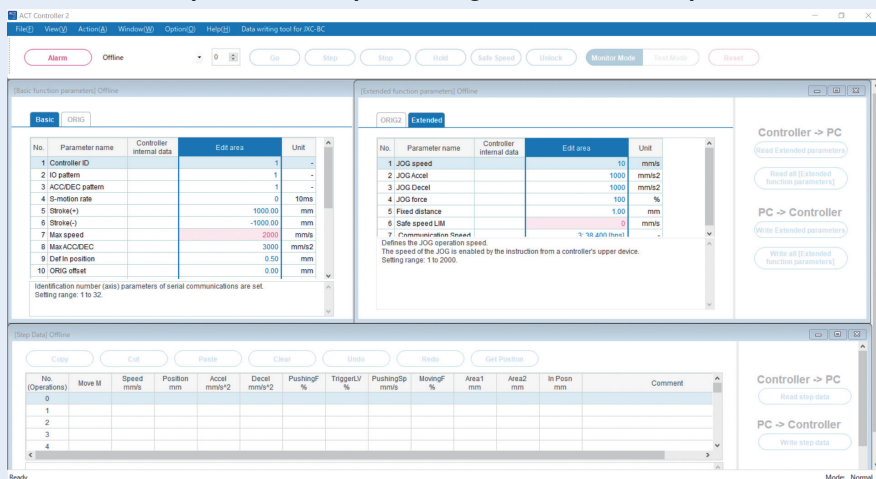 ACT Controller 2
File(F) View(V) Action(A) Window(W) Option(O) Help(H) Data writing tool for JXC-BC
Alarm Offline 0 Go Step Stop Hold Safe Speed Unlock Monitor Mode Test Mode Reset
[Basic function parameters] Offline
Basic ORIG
No. Parameter name Controller internal data Edit area Unit
1 Controller ID 1 -
2 IO pattern 1 -
3 ACC/DEC pattern 1 -
4 S-motion rate 0 10ms
5 Stroke(+) 1000.00 mm
6 Stroke(-) -1000.00 mm
7 Max speed 2000 mm/s
8 Max ACC/DEC 3000 mm/s2
9 Def In position 0.50 mm
10 ORIG offset 0.00 mm
Identification number (axis) parameters of serial communications are set.
Setting range: 1 to 32.
[Extended function parameters] Offline
ORIG2 Extended
No. Parameter name Controller internal data Edit area Unit
1 JOG speed 10 mm/s
2 JOG Accel 1000 mm/s2
3 JOG Decel 1000 mm/s2
4 JOG force 100 %
5 Fixed distance 1.00 mm
6 Safe speed LIM 0 mm/s
7 Communication Speed 3: 38,400 [bps] -
Defines the JOG operation speed.
The speed of the JOG is enabled by the instruction from a controller's upper device.
Setting range: 1 to 2000.
Controller -> PC
Read Extended parameters
Read all [Extended
function parameters]
PC -> Controller
Write Extended parameters
Write all [Extended
function parameters]
[Step Data] Offline
Copy Cut Paste Clear Undo Redo Get Position
No. (Operations) Move M Speed mm/s Position mm Accel mm/s^2 Decel mm/s^2 PushingF % TriggerLV % PushingSp mm/s MovingF % Area1 mm Area2 mm In Posn mm Comment
0
1
2
3
4
Controller -> PC
Read step data
PC -> Controller
Write step data
Ready Mode: Normal